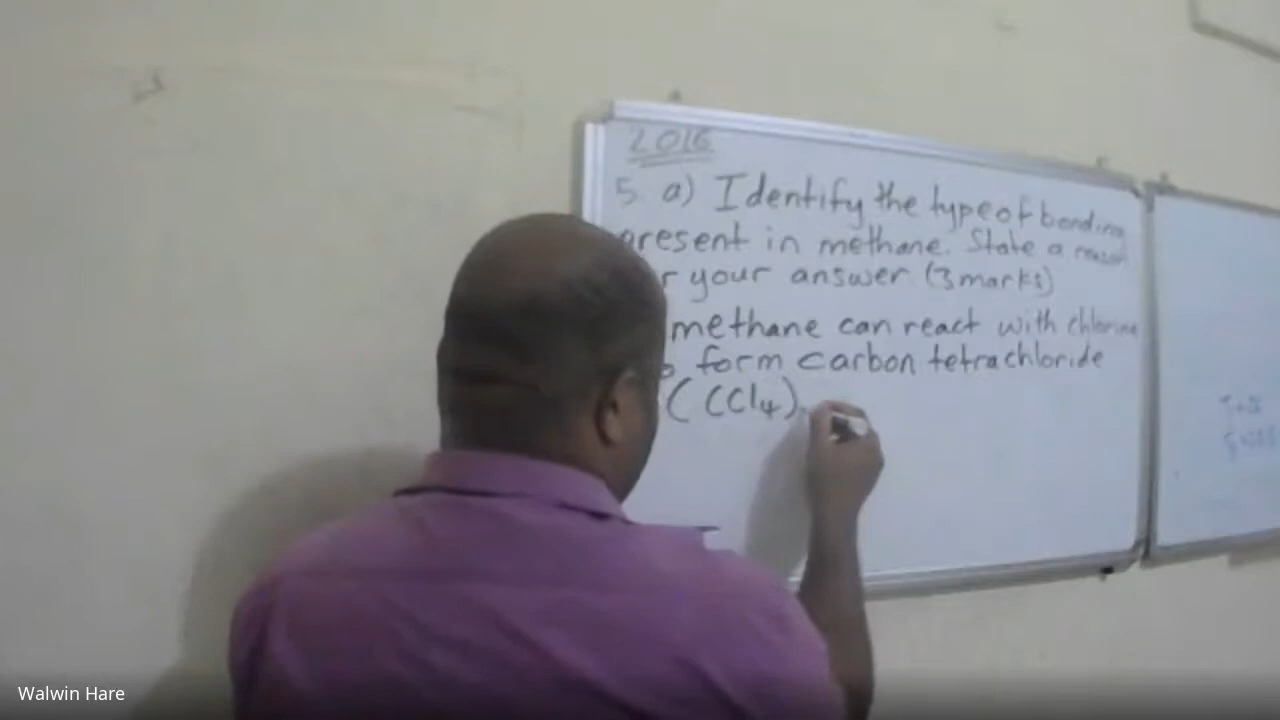 2016
5 a) Identify the type of bonding
present in methane. State a reason
r your answer (3 marks)
methane can react with chlorine
form carbon tetrachloride
(CCl₄)
Walwin Hare